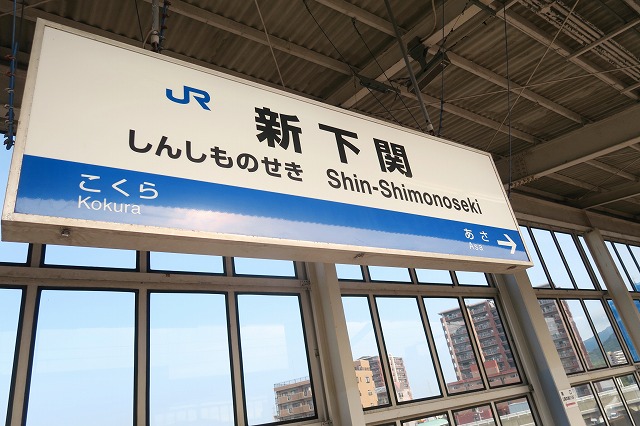 JR 新下関
しんしものせき Shin-Shimonoseki
こくら
Kokura
あさ →
Asa